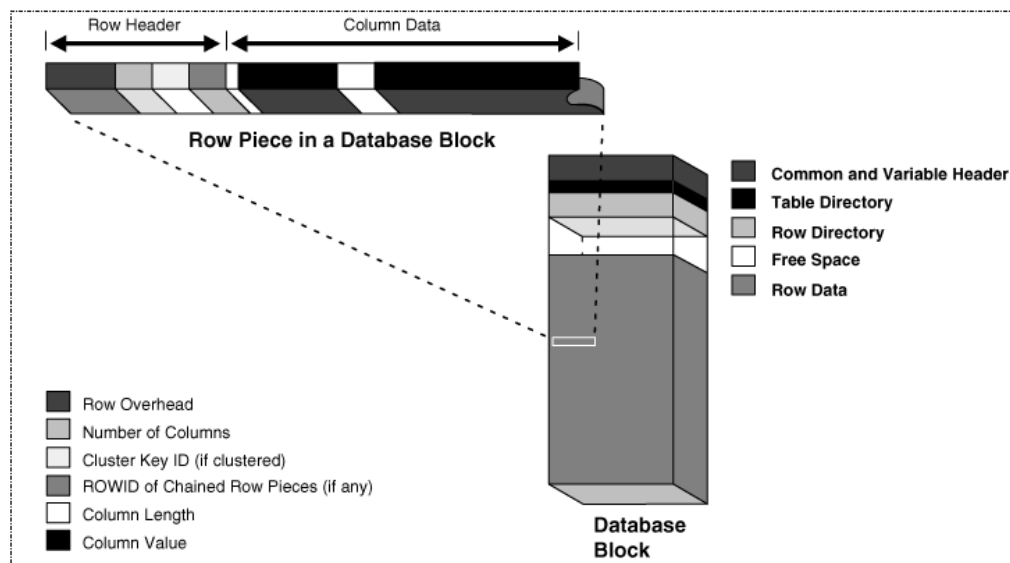 Row Header
Column Data
Row Piece in a Database Block
Common and Variable Header
Table Directory
Row Directory
Free Space
Row Data
Row Overhead
Number of Columns
Cluster Key ID (if clustered)
ROWID of Chained Row Pieces (if any)
Column Length
Column Value
Database
Block